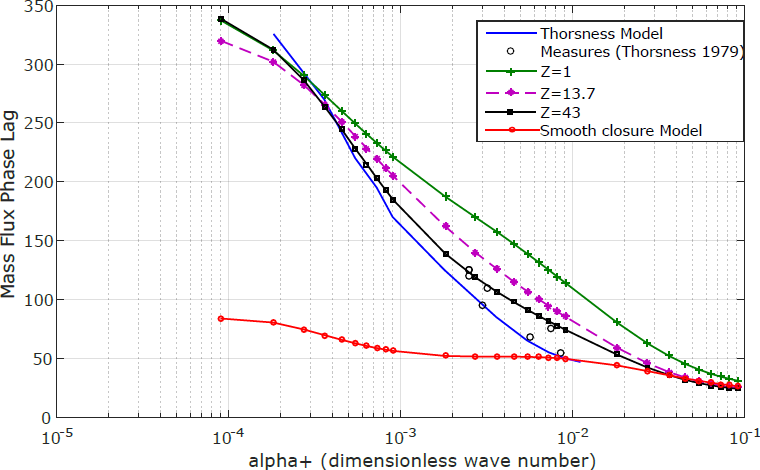 350
300
250
200
150
100
50
0
Mass Flux Phase Lag
10-5
10-4
10-3
10-2
10-1
alpha+ (dimensionless wave number)
Thorsness Model
Measures (Thorsness 1979)
Z=1
Z=13.7
Z=43
Smooth closure Model